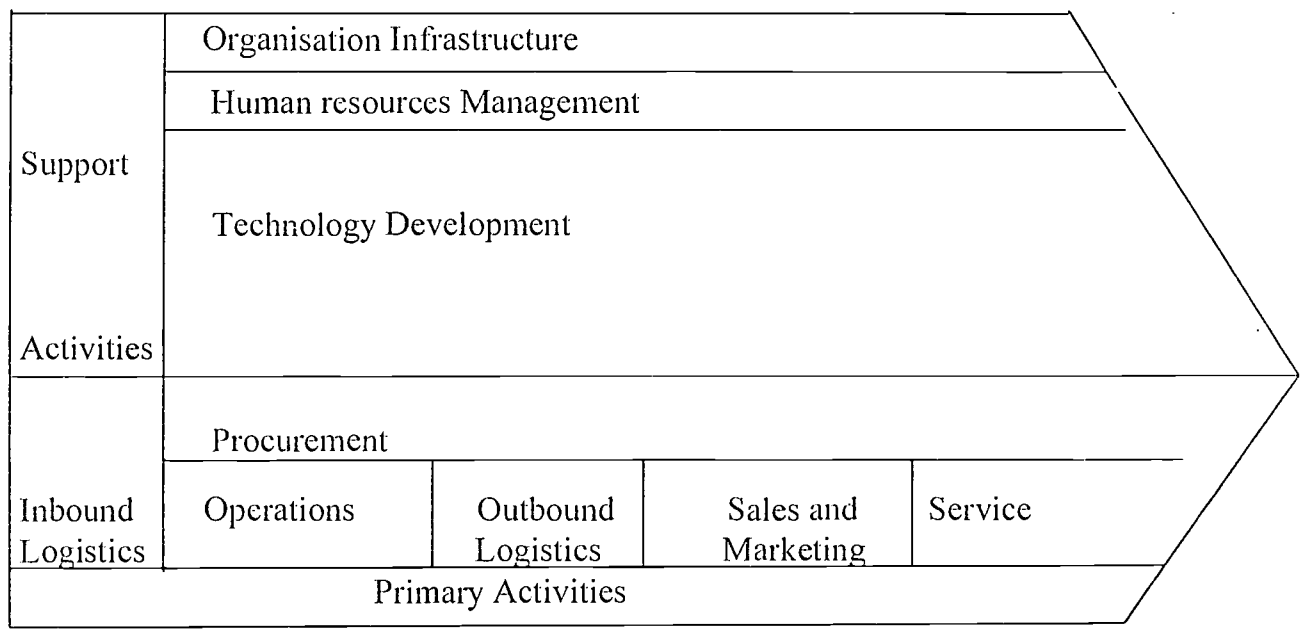 Organisation Infrastructure
Human resources Management
Support
Technology Development
Activities
Procurement
Inbound
Logistics
Operations
Outbound
Logistics
Sales and
Marketing
Service
Primary Activities